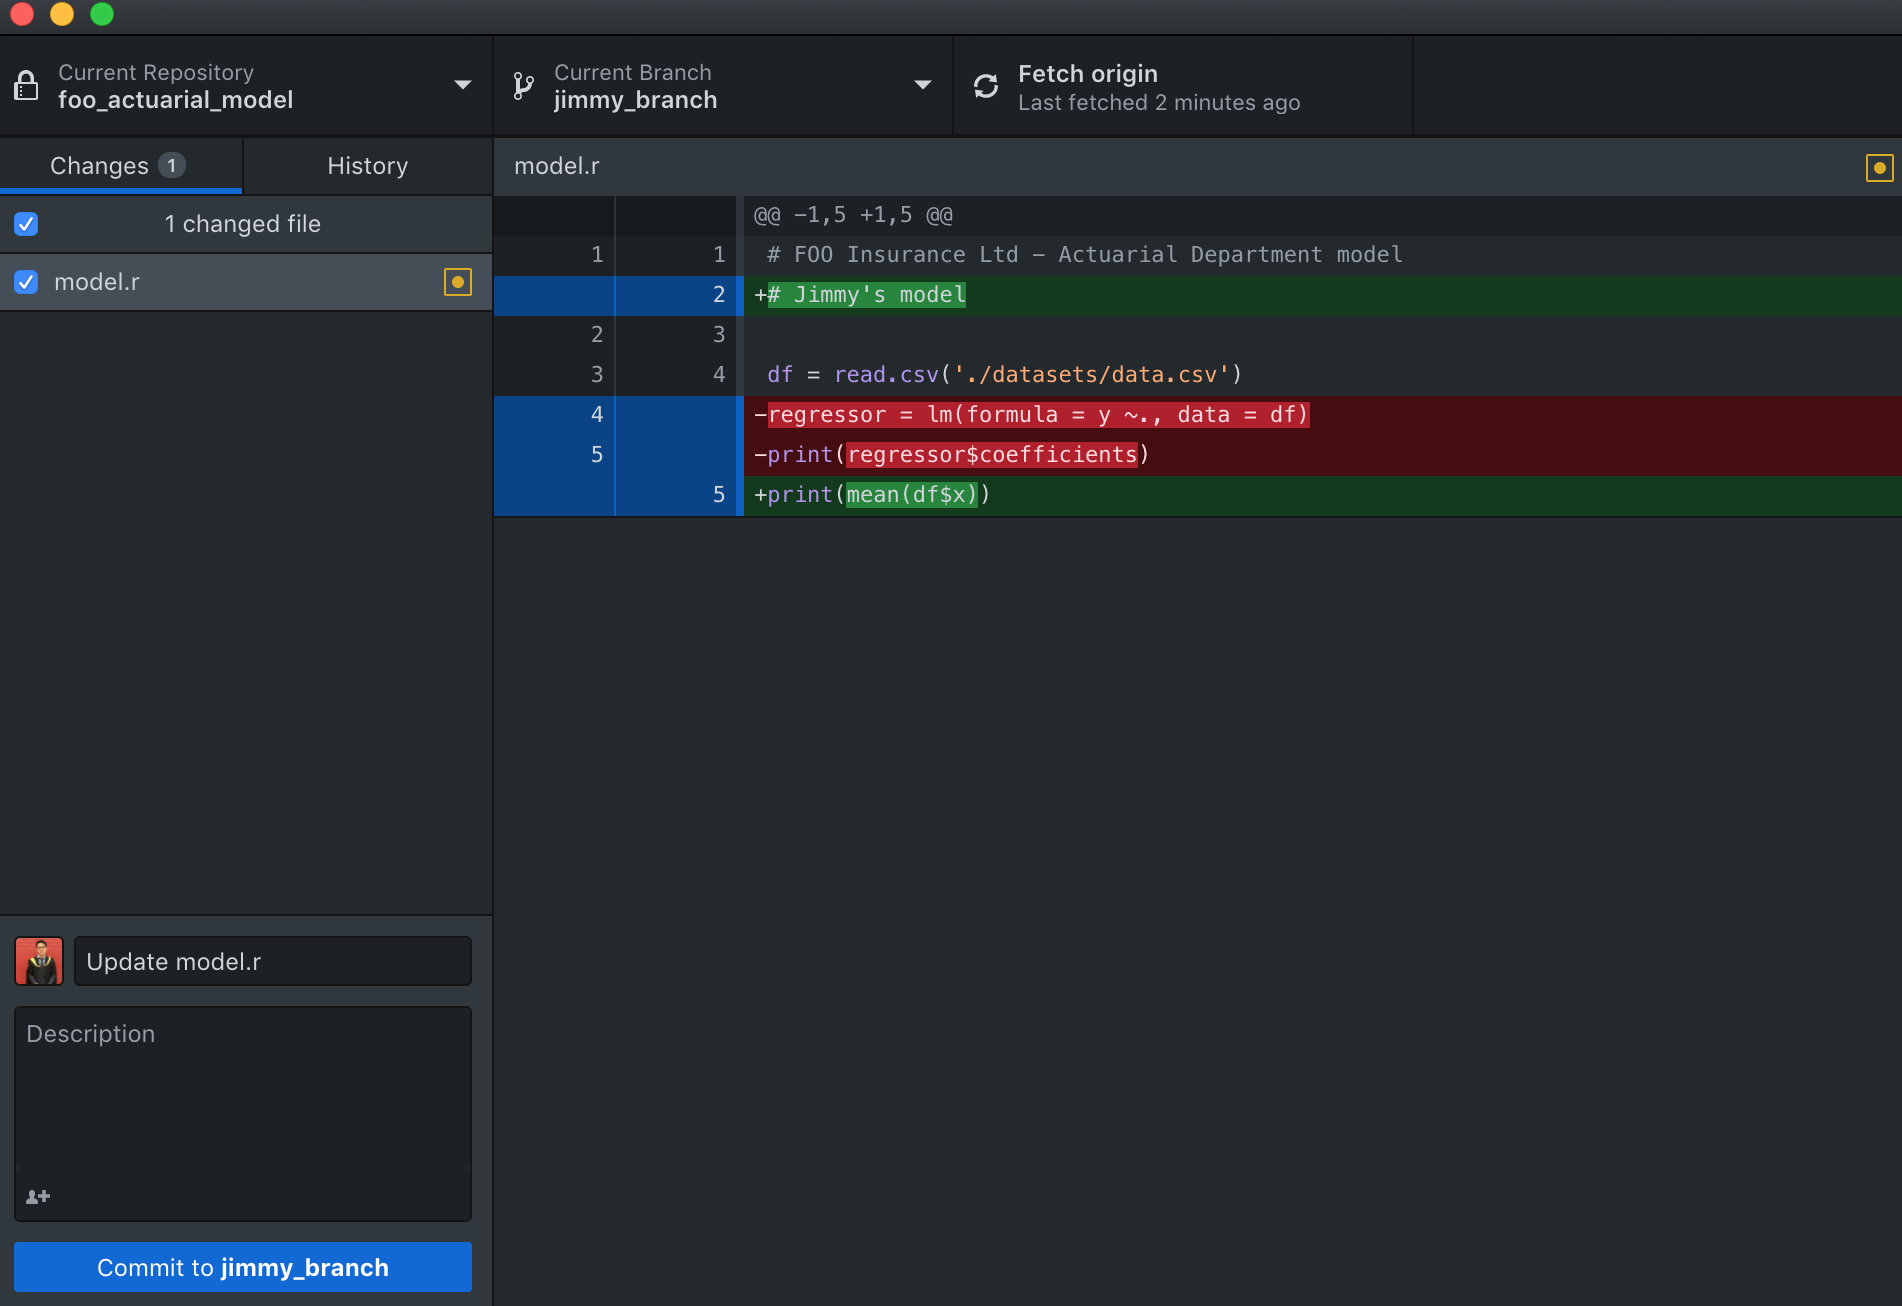 Current Repository
foo_actuarial_model
Current Branch
jimmy_branch
Fetch origin
Last fetched 2 minutes ago
Changes 1
History
1 changed file
model.r
model.r
@@ -1,5 +1,5 @@
1 1 # FOO Insurance Ltd - Actuarial Department model
2 +# Jimmy's model
2 3
3 4 df = read.csv('./datasets/data.csv')
4 -regressor = lm(formula = y ~., data = df)
5 -print(regressor$coefficients)
5 +print(mean(df$x))
Update model.r
Description
Commit to jimmy_branch